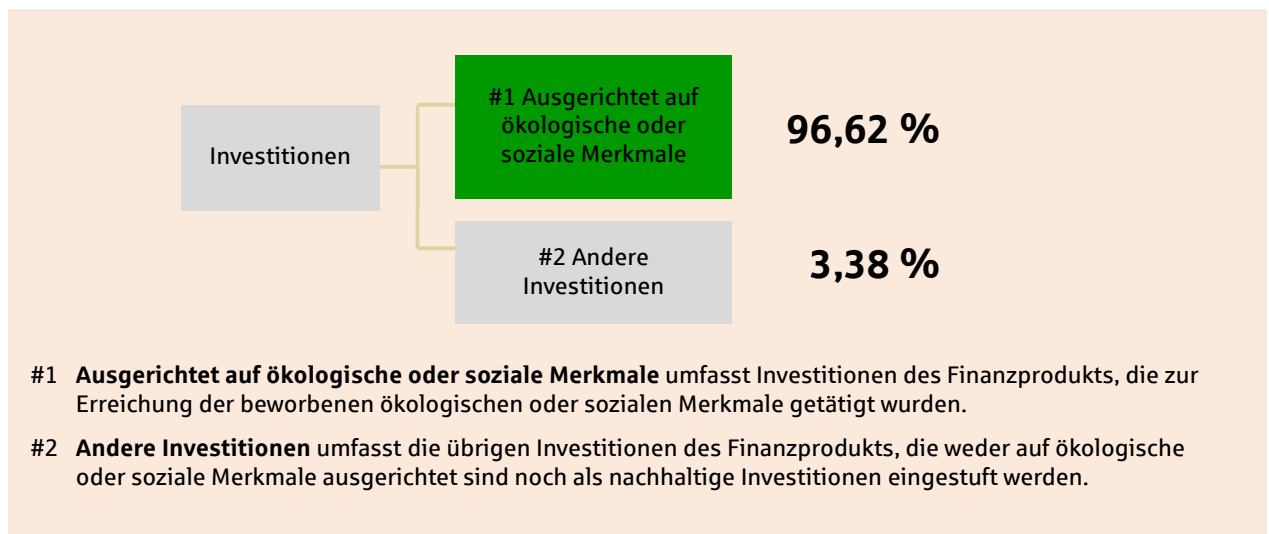 #1 Ausgerichtet auf
ökologische oder
soziale Merkmale
96,62 %
Investitionen
#2 Andere
Investitionen
3,38 %
#1 Ausgerichtet auf ökologische oder soziale Merkmale umfasst Investitionen des Finanzprodukts, die zur
Erreichung der beworbenen ökologischen oder sozialen Merkmale getätigt wurden.
#2 Andere Investitionen umfasst die übrigen Investitionen des Finanzprodukts, die weder auf ökologische
oder soziale Merkmale ausgerichtet sind noch als nachhaltige Investitionen eingestuft werden.